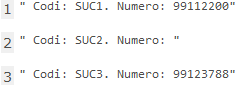 1 " Codi: SUC1. Numero: 99112200"
2 " Codi: SUC2. Numero: "
3 " Codi: SUC3. Numero: 99123788"